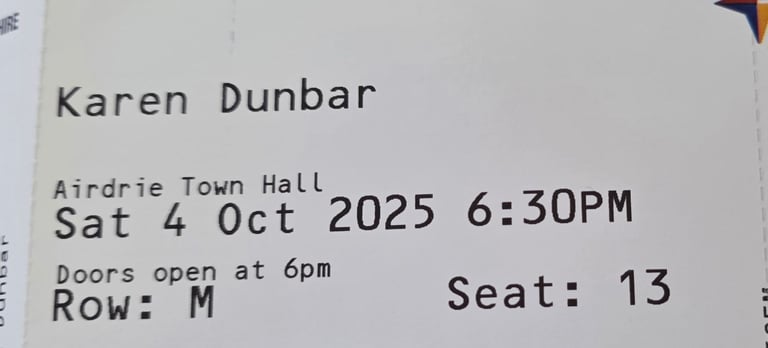 Karen Dunbar
Airdrie Town Hall
Sat 4 Oct 2025 6:30PM
Doors open at 6pm
Row: M Seat: 13